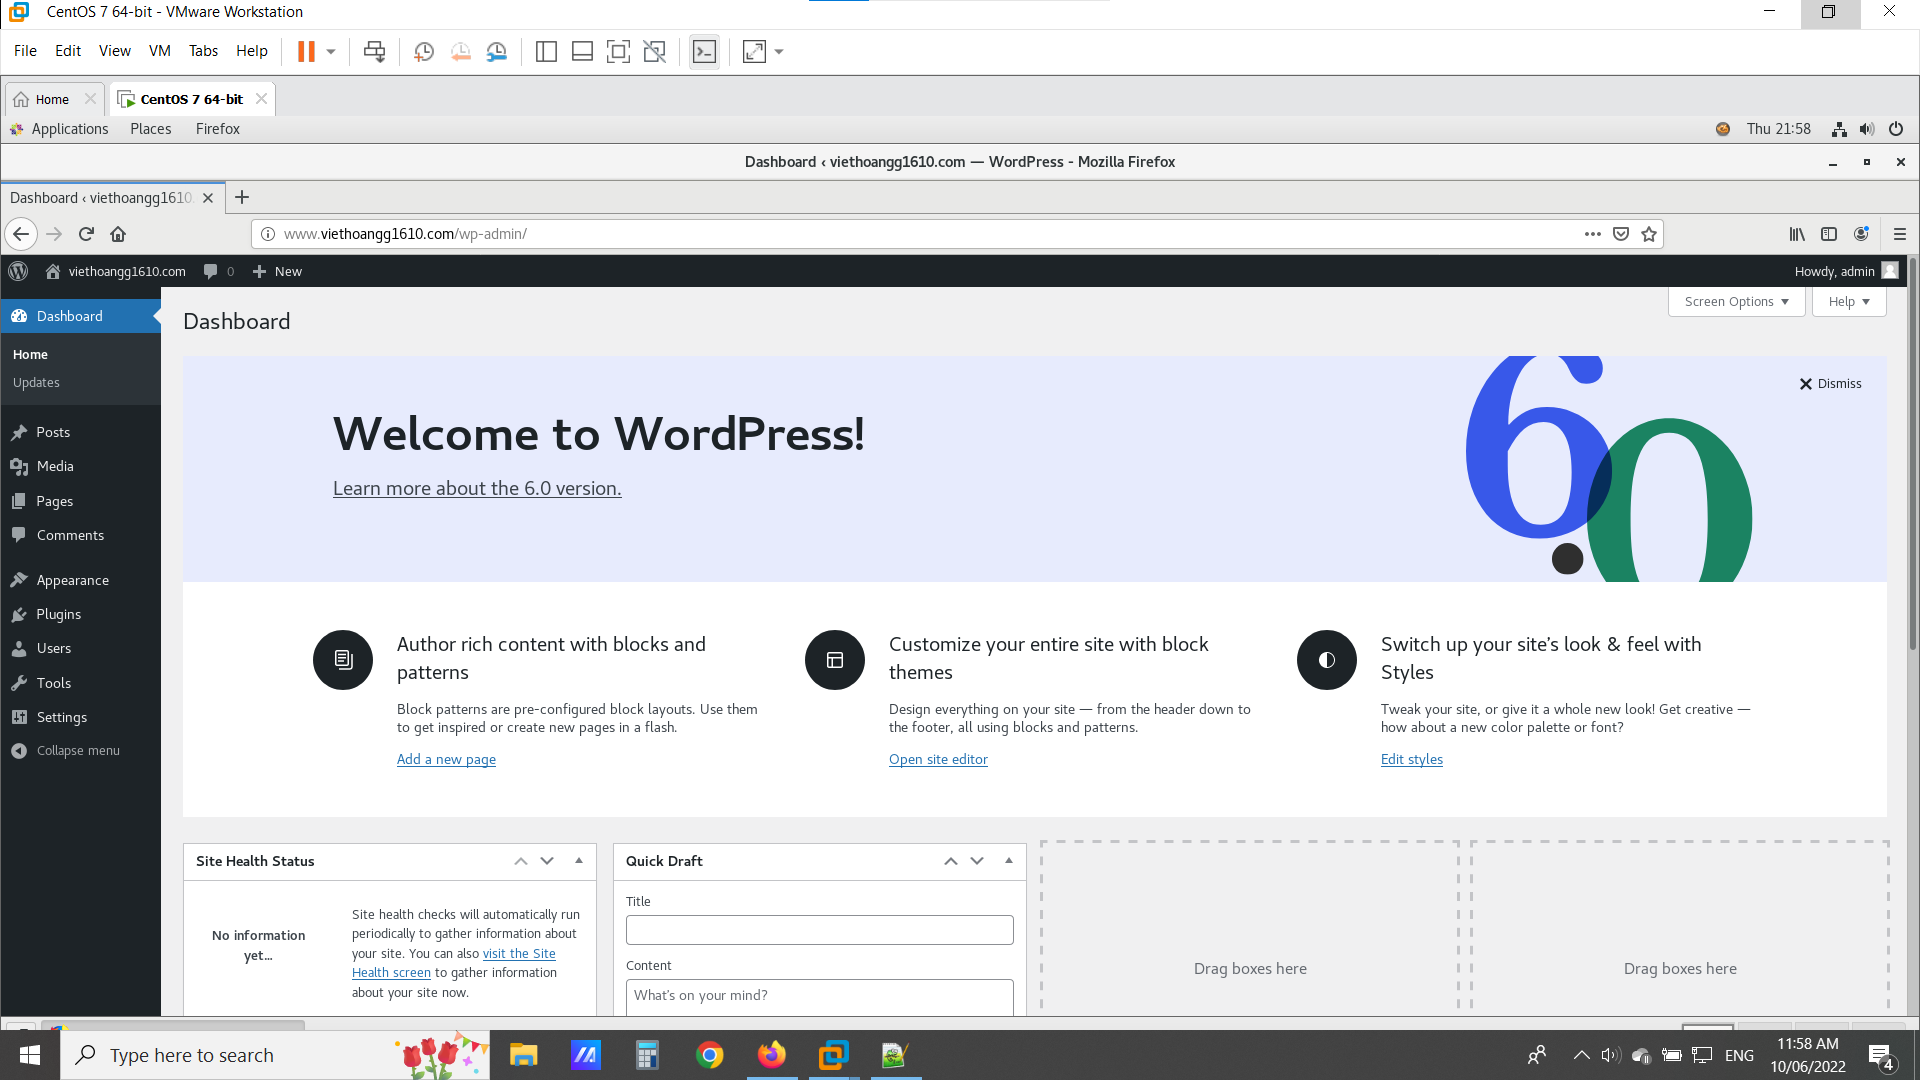 CentOS 7 64-bit - VMware Workstation
File Edit View VM Tabs Help
Home CentOS 7 64-bit
Applications Places Firefox Thu 21:58
Dashboard ‹ viethoangg1610.com — WordPress - Mozilla Firefox
Dashboard ‹ viethoangg1610.
www.viethoangg1610.com/wp-admin/
viethoangg1610.com 0 New Howdy, admin
Screen Options Help
Dashboard
Home
Updates
Posts
Media
Pages
Comments
Appearance
Plugins
Users
Tools
Settings
Collapse menu
Dashboard
Dismiss
Welcome to WordPress!
Learn more about the 6.0 version.
6.0
Author rich content with blocks and
patterns
Block patterns are pre-configured block layouts. Use them
to get inspired or create new pages in a flash.
Add a new page
Customize your entire site with block
themes
Design everything on your site — from the header down to
the footer, all using blocks and patterns.
Open site editor
Switch up your site’s look & feel with
Styles
Tweak your site, or give it a whole new look! Get creative —
how about a new color palette or font?
Edit styles
Site Health Status
No information
yet…
Site health checks will automatically run
periodically to gather information about
your site. You can also visit the Site
Health screen to gather information
about your site now.
Quick Draft
Title
Content
What’s on your mind?
Drag boxes here
Drag boxes here
Type here to search
ENG
11:58 AM
10/06/2022
4